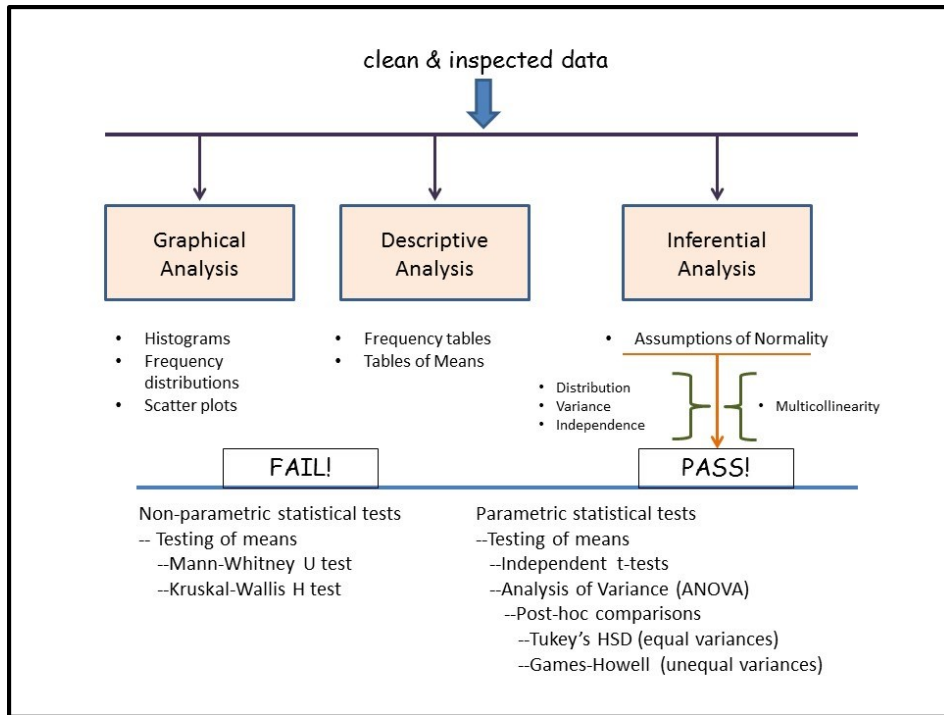 clean & inspected data
Graphical
Analysis
Descriptive
Analysis
Inferential
Analysis
• Histograms
• Frequency
distributions
• Scatter plots
• Frequency tables
• Tables of Means
• Assumptions of Normality
• Distribution
• Variance
• Independence
• Multicollinearity
FAIL!
PASS!
Non-parametric statistical tests
-- Testing of means
--Mann-Whitney U test
--Kruskal-Wallis H test
Parametric statistical tests
--Testing of means
--Independent t-tests
--Analysis of Variance (ANOVA)
--Post-hoc comparisons
--Tukey's HSD (equal variances)
--Games-Howell (unequal variances)